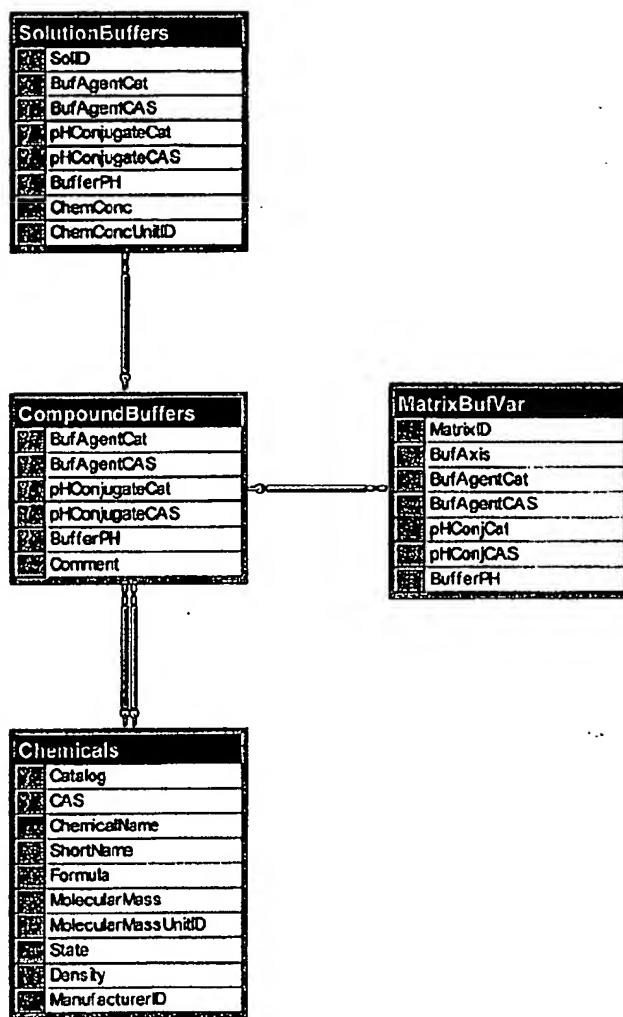 SolutionBuffers
SolID
BufAgentCat
BufAgentCAS
pHConjugateCat
pHConjugateCAS
BufferPH
ChemConc
ChemConcUnitID
CompoundBuffers
BufAgentCat
BufAgentCAS
pHConjugateCat
pHConjugateCAS
BufferPH
Comment
MatrixBufVar
MatrixID
BufAxis
BufAgentCat
BufAgentCAS
pHConjCat
pHConjCAS
BufferPH
Chemicals
Catalog
CAS
ChemicalName
ShortName
Formula
MolecularMass
MolecularMassUnitID
State
Density
ManufacturerID